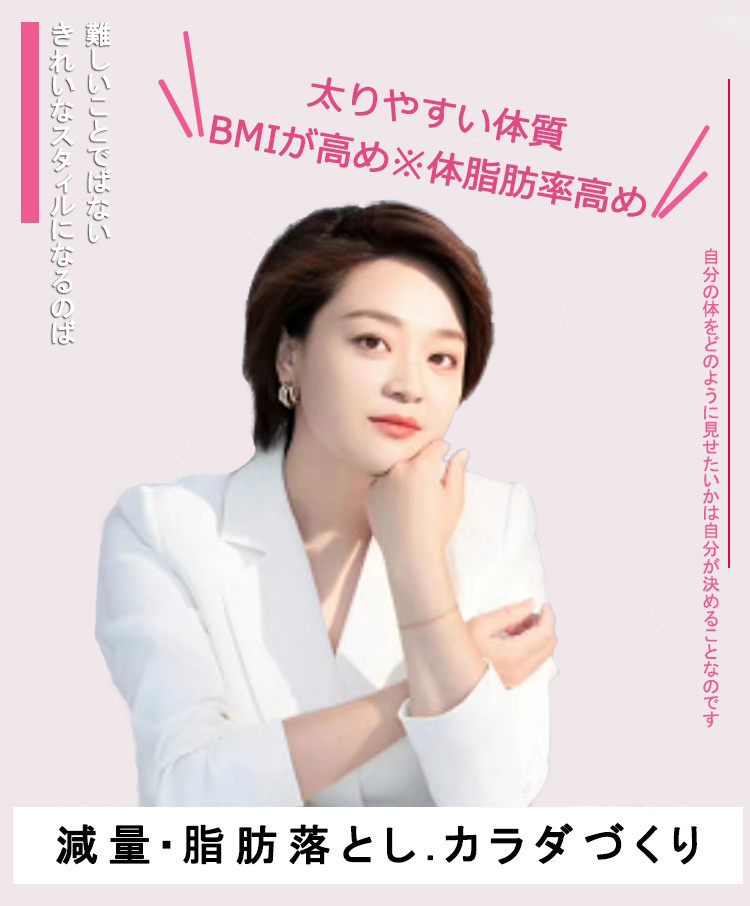 難しいことではない
きれいなスタイルになるのは
太りやすい体質
BMIが高め※体脂肪率高め
自分の体をどのように見せたいかは自分が決めることなのです
減量・脂肪落とし.カラダづくり